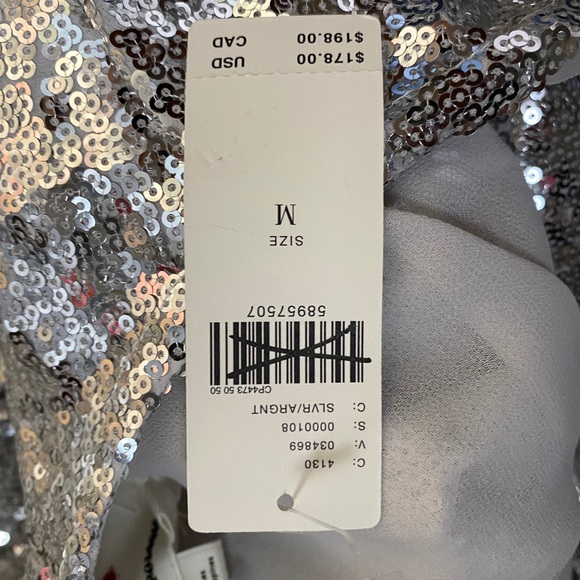 C: 4130
V: 034869
S: 0000108
C: SLVR/ARGNT
CP4473 50 50
58957507
SIZE
M
USD $178.00
CAD $198.00